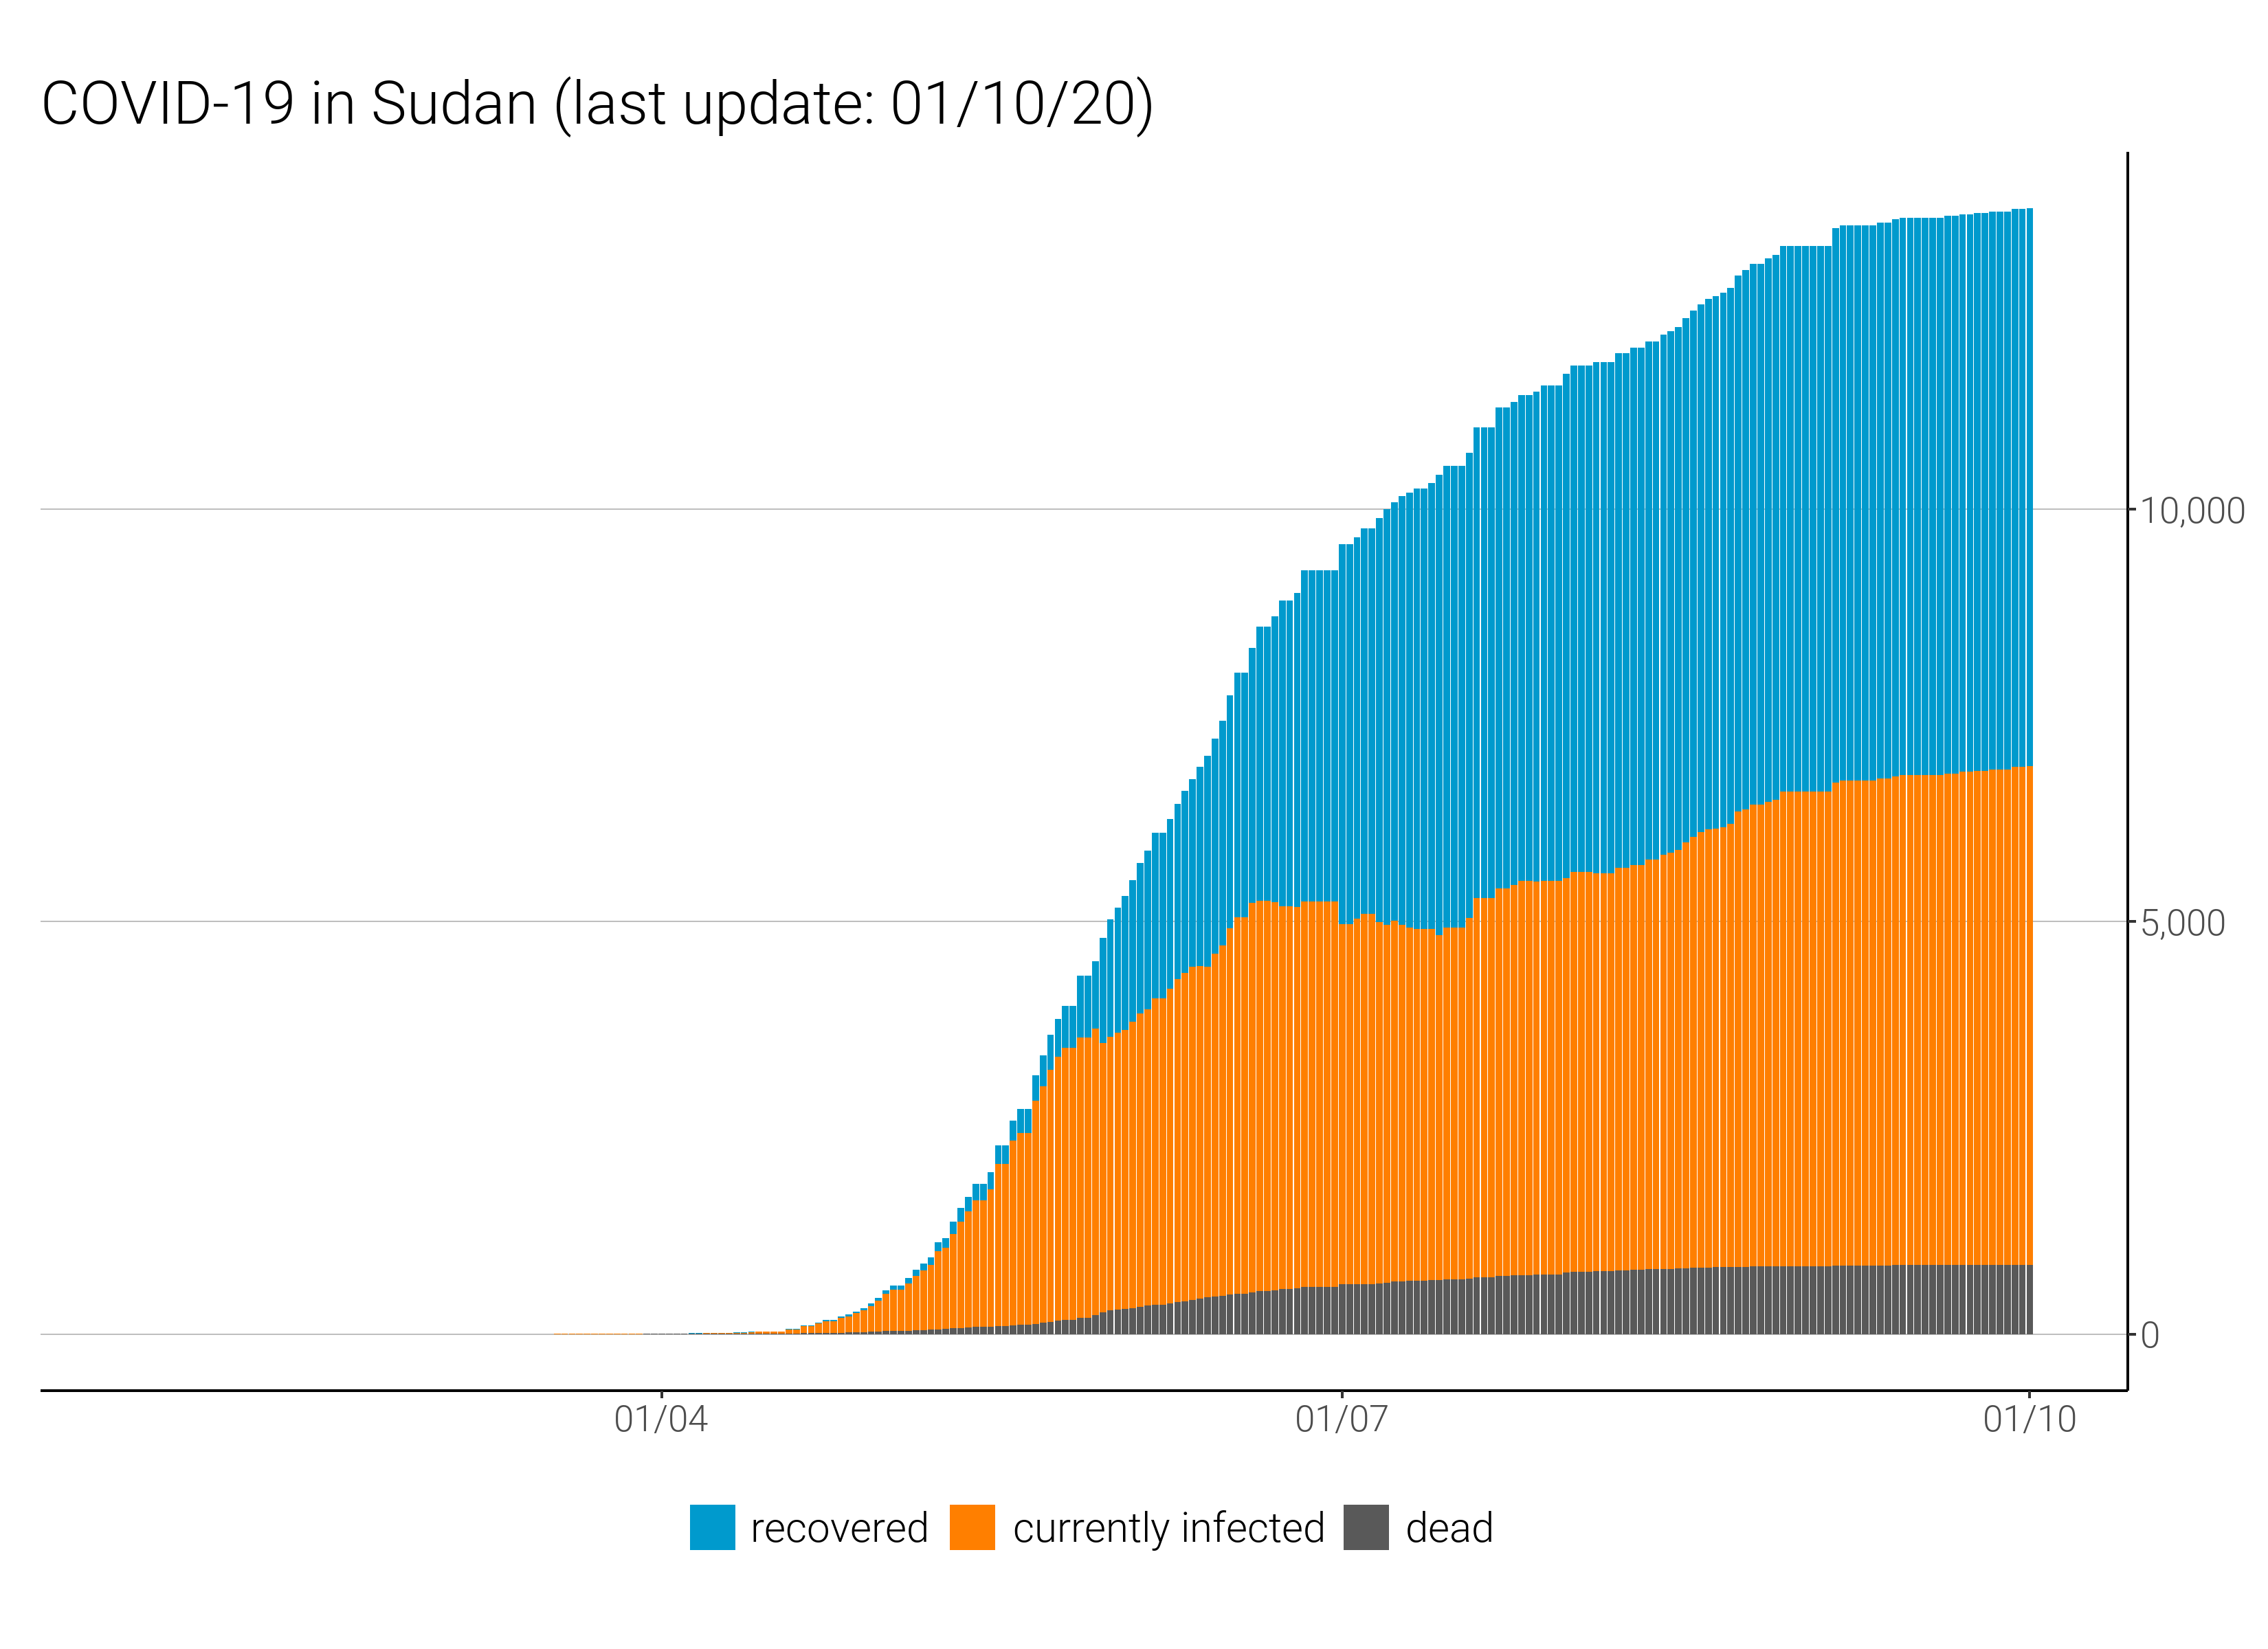 COVID-19 in Sudan (last update: 01/10/20)
10,000
5,000
0
01/04 01/07 01/10
recovered currently infected dead